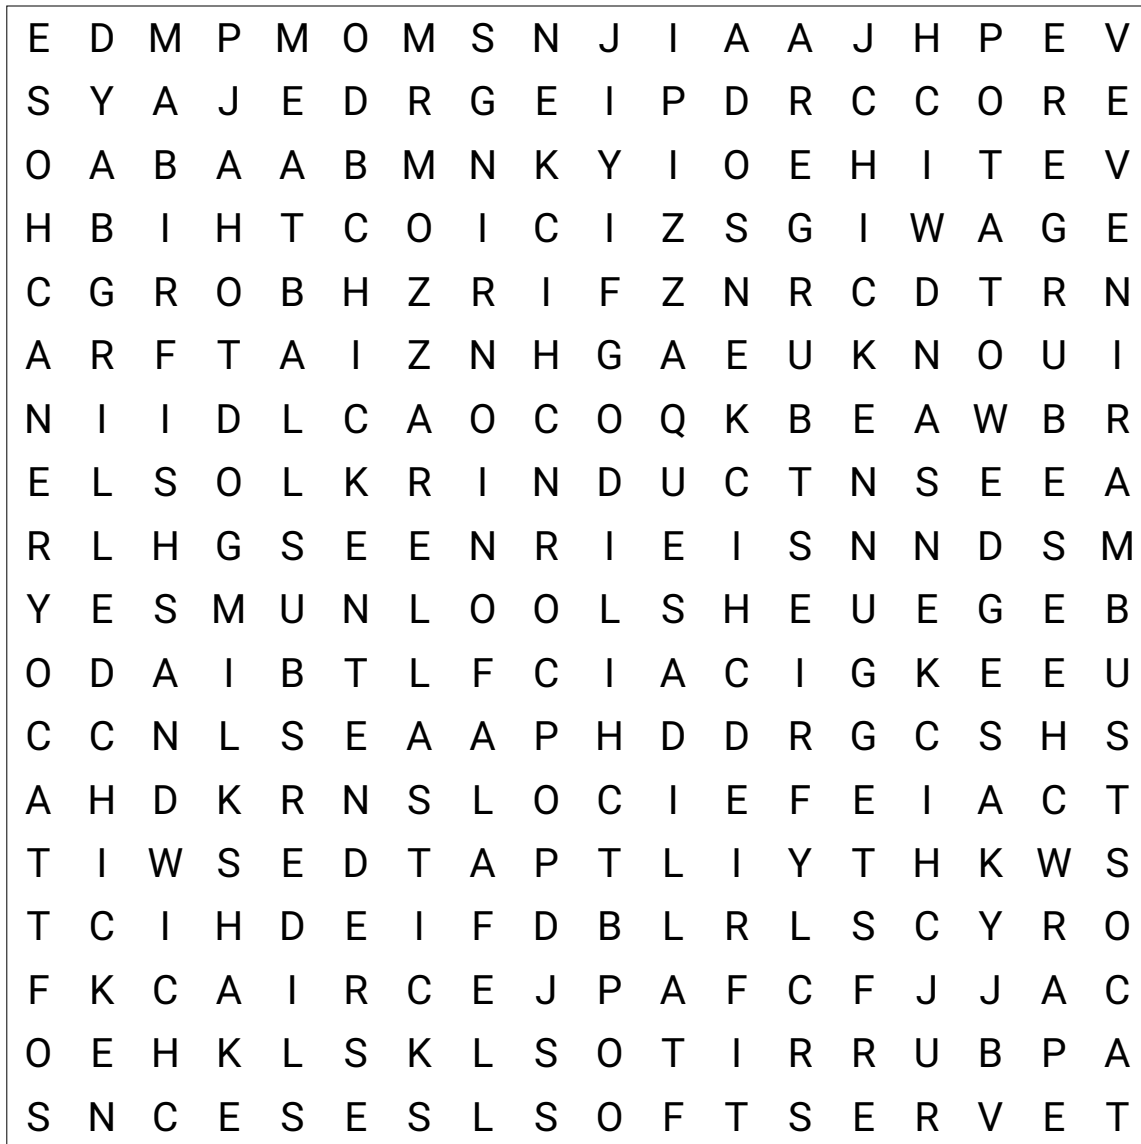 E D M P M O M S N J I A A J H P E V
S Y A J E D R G E I P D R C C O R E
O A B A A B M N K Y I O E H I T E V
H B I H T C O I C I Z S G I W A G E
C G R O B H Z R I F Z N R C D T R N
A R F T A I Z N H G A E U K N O U I
N I I D L C A O C O Q K B E A W B R
E L S O L K R I N D U C T N S E E A
R L H G S E E N R I E I S N N D S M
Y E S M U N L O O L S H E U E G E B
O D A I B T L F C I A C I G K E E U
C C N L S E A A P H D D R G C S H S
A H D K R N S L O C I E F E I A C T
T I W S E D T A P T L I Y T H K W S
T C I H D E I F D B L R L S C Y R O
F K C A I R C E J P A F C F J J A C
O E H K L S K L S O T I R R U B P A
S N C E S E S L S O F T S E R V E T